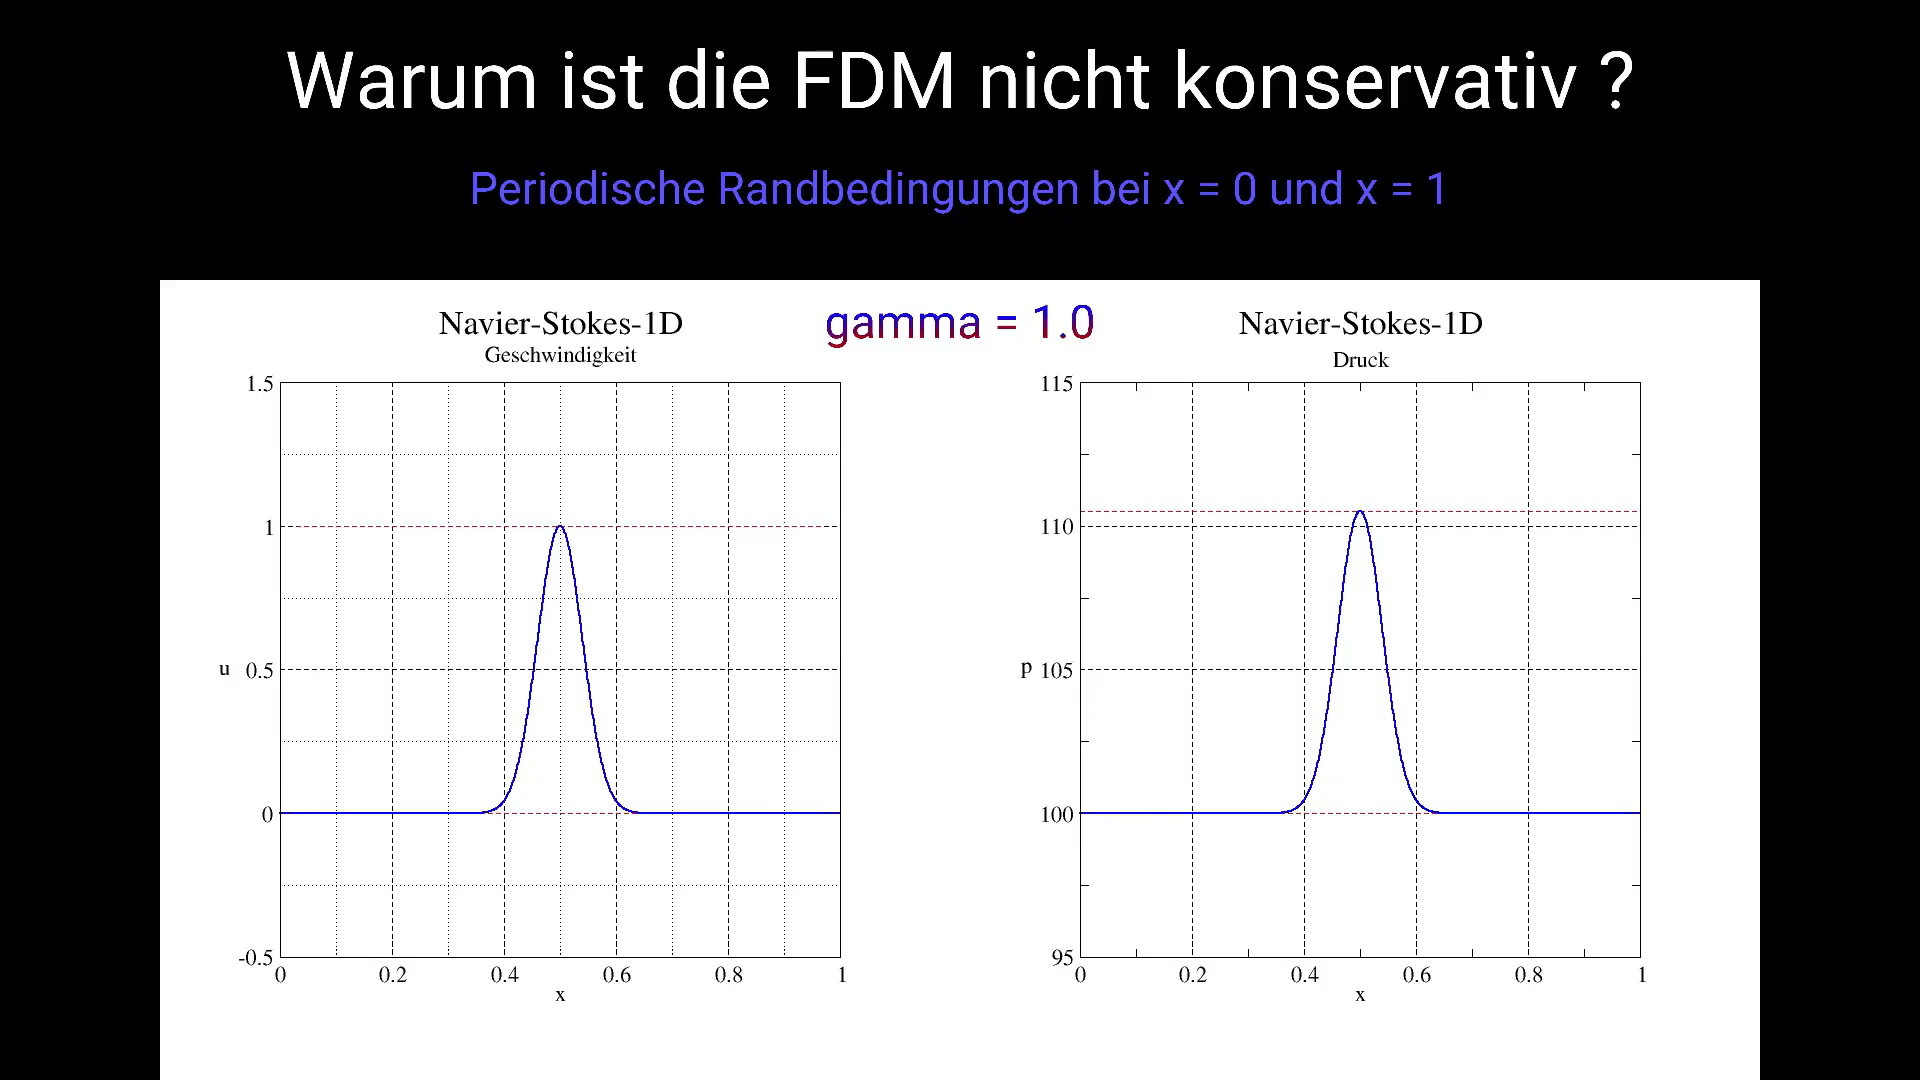 Warum ist die FDM nicht konservativ ?
Periodische Randbedingungen bei x = 0 und x = 1
gamma = 1.0
Navier-Stokes-1D
Geschwindigkeit
1.5
1
u 0.5
0
-0.5
0 0.2 0.4 0.6 0.8 1
x
Navier-Stokes-1D
Druck
115
110
p 105
100
95
0 0.2 0.4 0.6 0.8 1
x